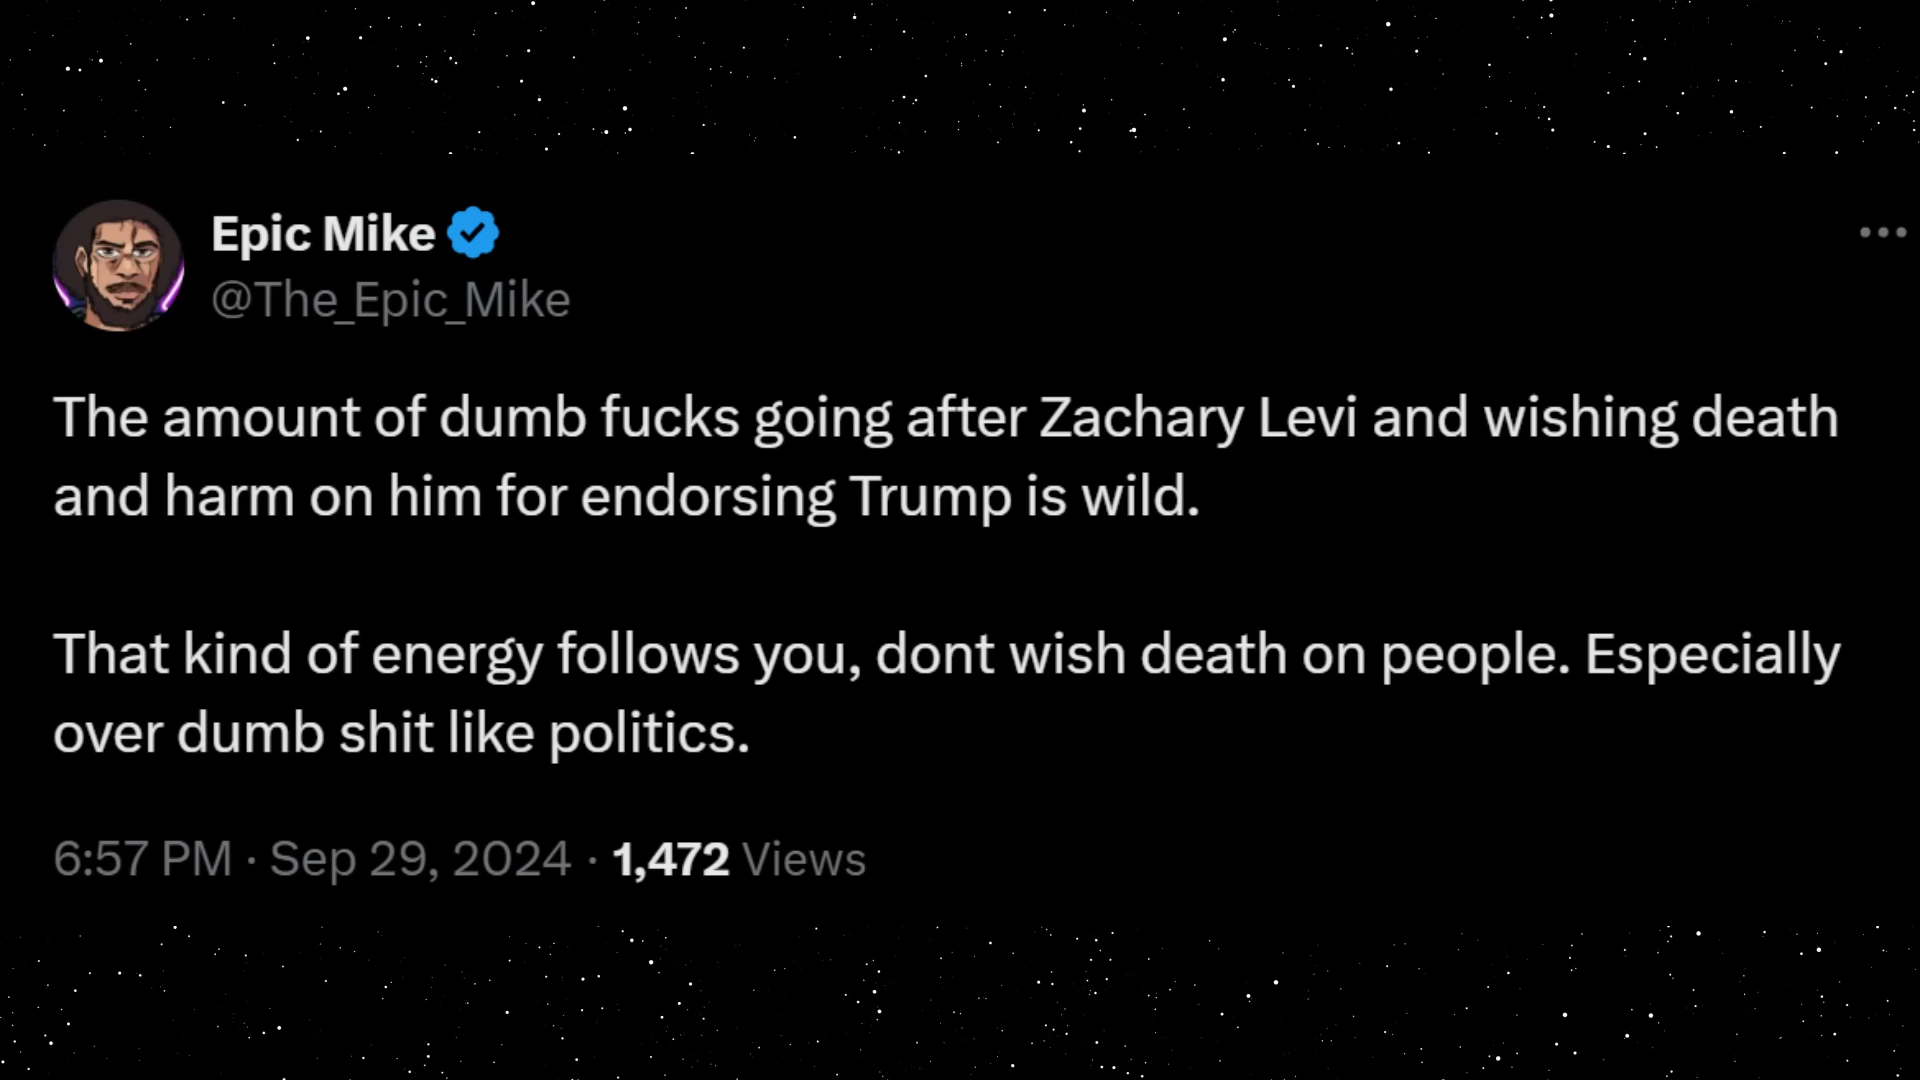 Epic Mike
@The_Epic_Mike
The amount of dumb fucks going after Zachary Levi and wishing death
and harm on him for endorsing Trump is wild.
That kind of energy follows you, dont wish death on people. Especially
over dumb shit like politics.
6:57 PM · Sep 29, 2024 · 1,472 Views